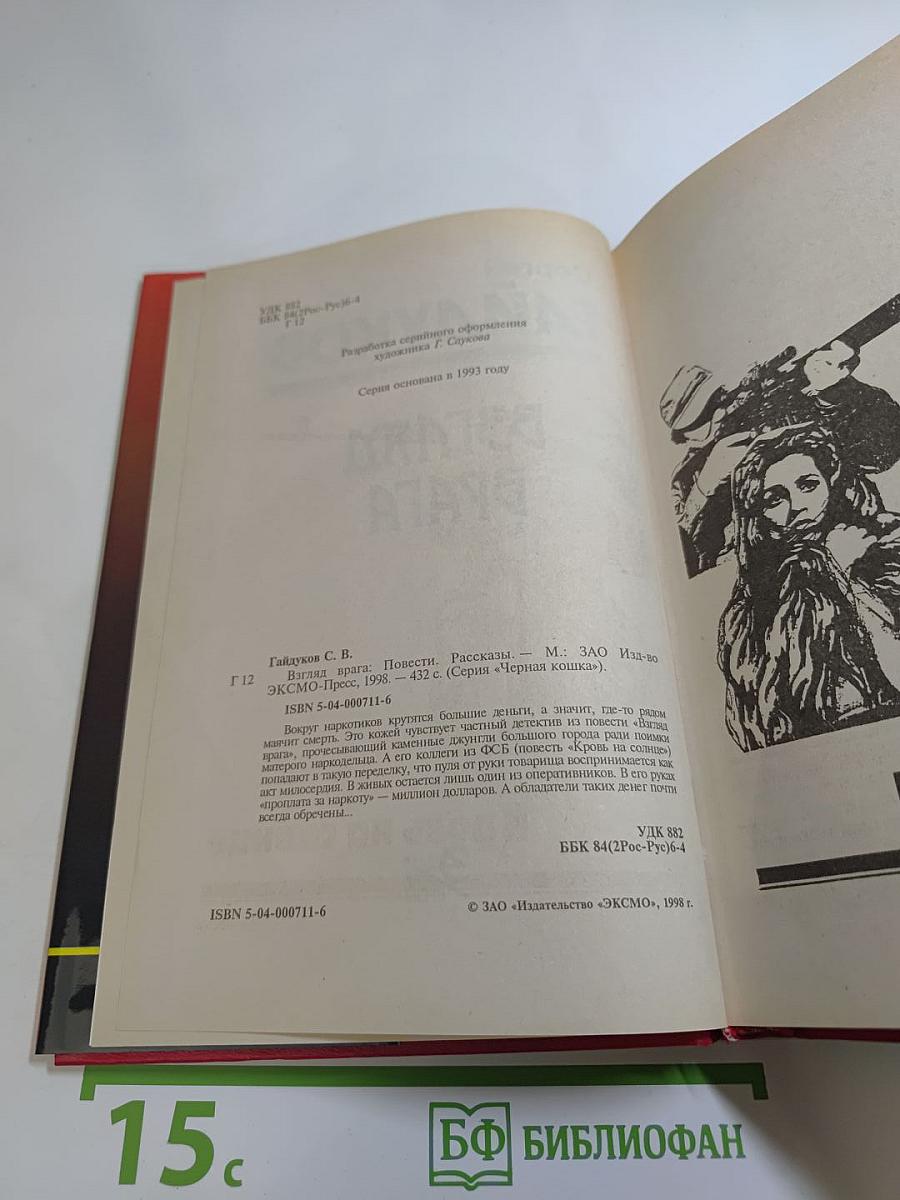 УДК 882
ББК 84(2Рос-Рус)6-4
Г 12
Разработка серийного оформления
художника Г. Саукова
Серия основана в 1993 году
Гайдуков С. В.
Г 12 Взгляд врага: Повести. Рассказы. — М.: ЗАО Изд-во
ЭКСМО-Пресс, 1998. — 432 с. (Серия «Черная кошка»).
ISBN 5-04-000711-6
Вокруг наркотиков крутятся большие деньги, а значит, где-то рядом
маячит смерть. Это кожей чувствует частный детектив из повести «Взгляд
врага», прочесывающий каменные джунгли большого города ради поимки
матерого наркодельца. А его коллеги из ФСБ (повесть «Кровь на солнце»)
попадают в такую переделку, что пуля от руки товарища воспринимается как
акт милосердия. В живых остается лишь один из оперативников. В его руках
«проплата за наркоту» — миллион долларов. А обладатели таких денег почти
всегда обречены...
УДК 882
ББК 84(2Рос-Рус)6-4
ISBN 5-04-000711-6
© ЗАО «Издательство «ЭКСМО», 1998 г.
15 с
БФ БИБЛИОФАН